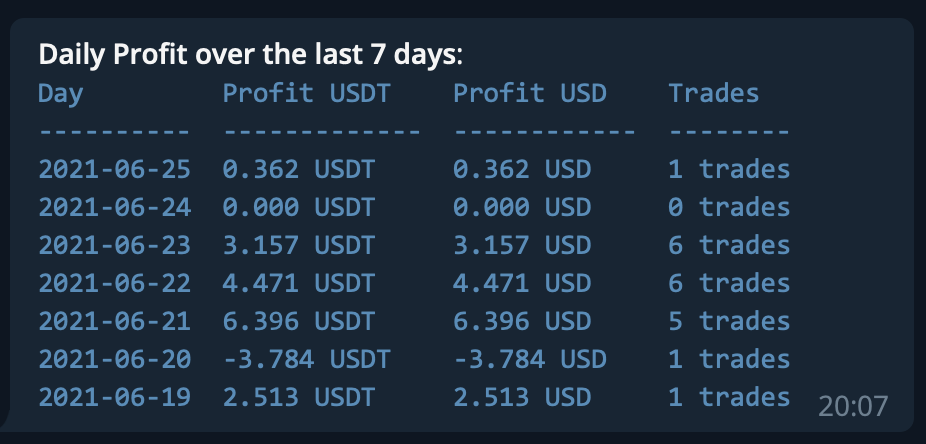 Daily Profit over the last 7 days:
Day Profit USDT Profit USD Trades
---------- ------------- ------------ --------
2021-06-25 0.362 USDT 0.362 USD 1 trades
2021-06-24 0.000 USDT 0.000 USD 0 trades
2021-06-23 3.157 USDT 3.157 USD 6 trades
2021-06-22 4.471 USDT 4.471 USD 6 trades
2021-06-21 6.396 USDT 6.396 USD 5 trades
2021-06-20 -3.784 USDT -3.784 USD 1 trades
2021-06-19 2.513 USDT 2.513 USD 1 trades
20:07